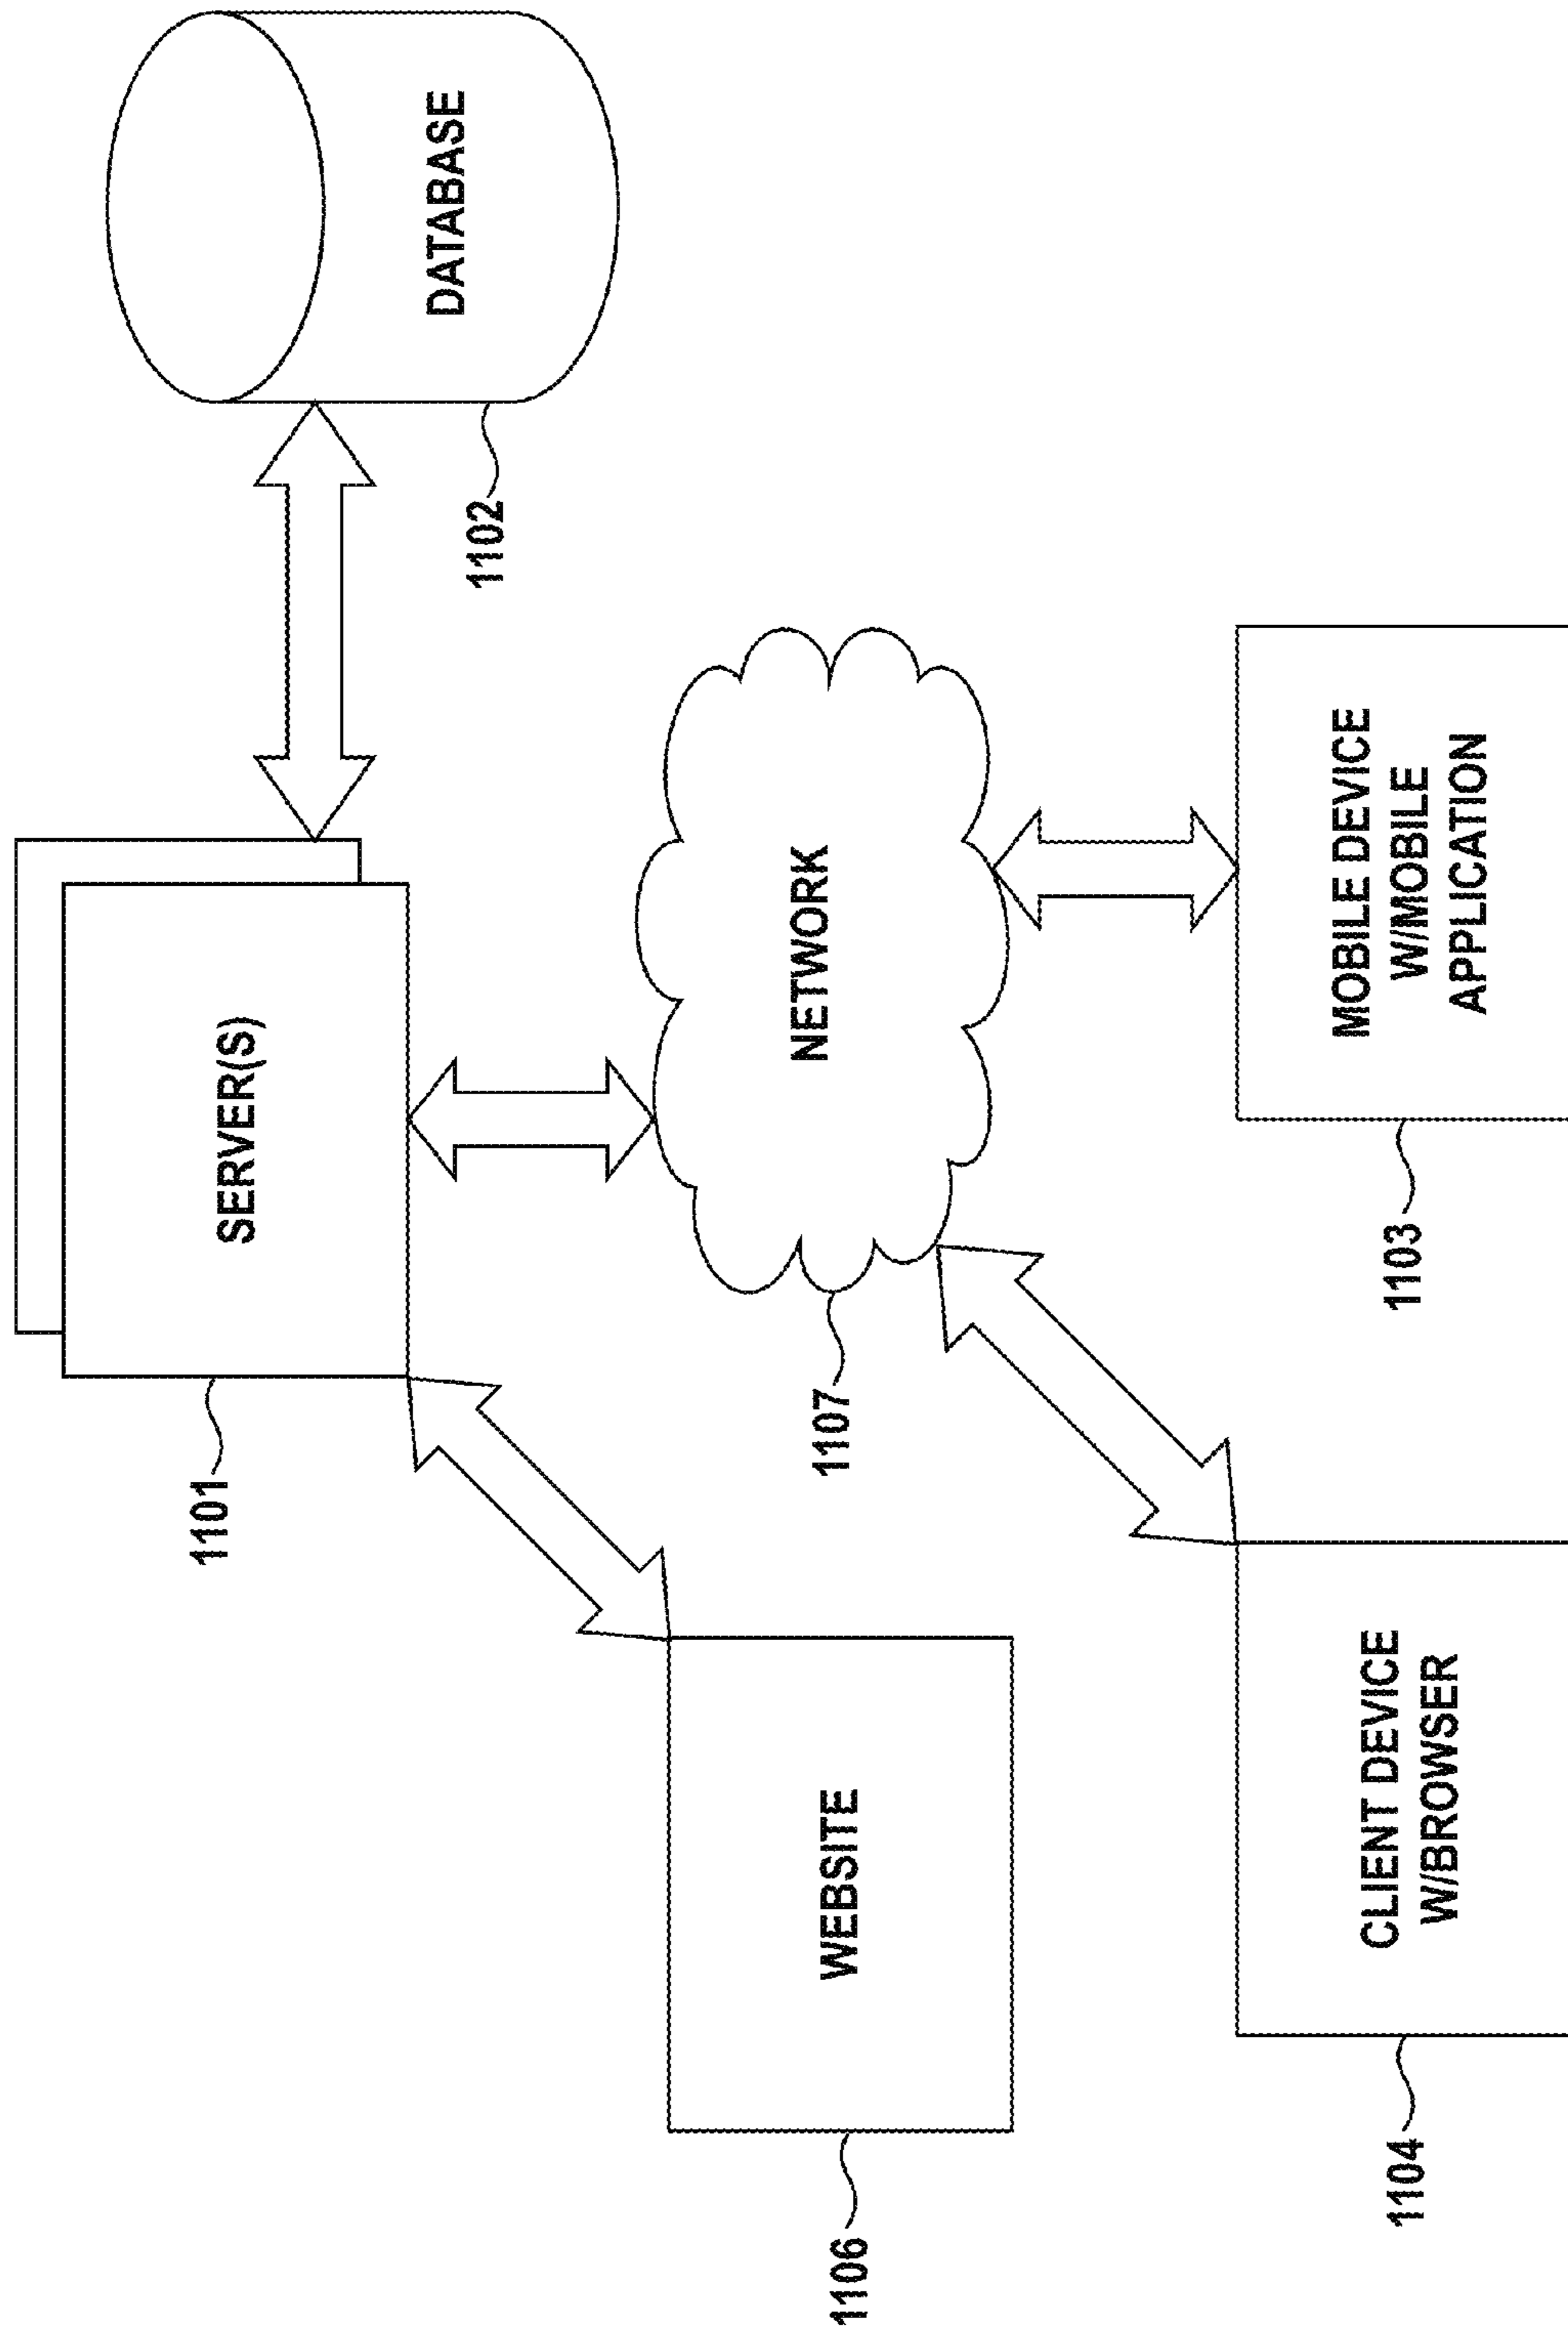 1101
SERVER(S)
DATABASE
1102
1106
WEBSITE
1107
NETWORK
1104
CLIENT DEVICE
W/BROWSER
1103
MOBILE DEVICE
W/MOBILE
APPLICATION